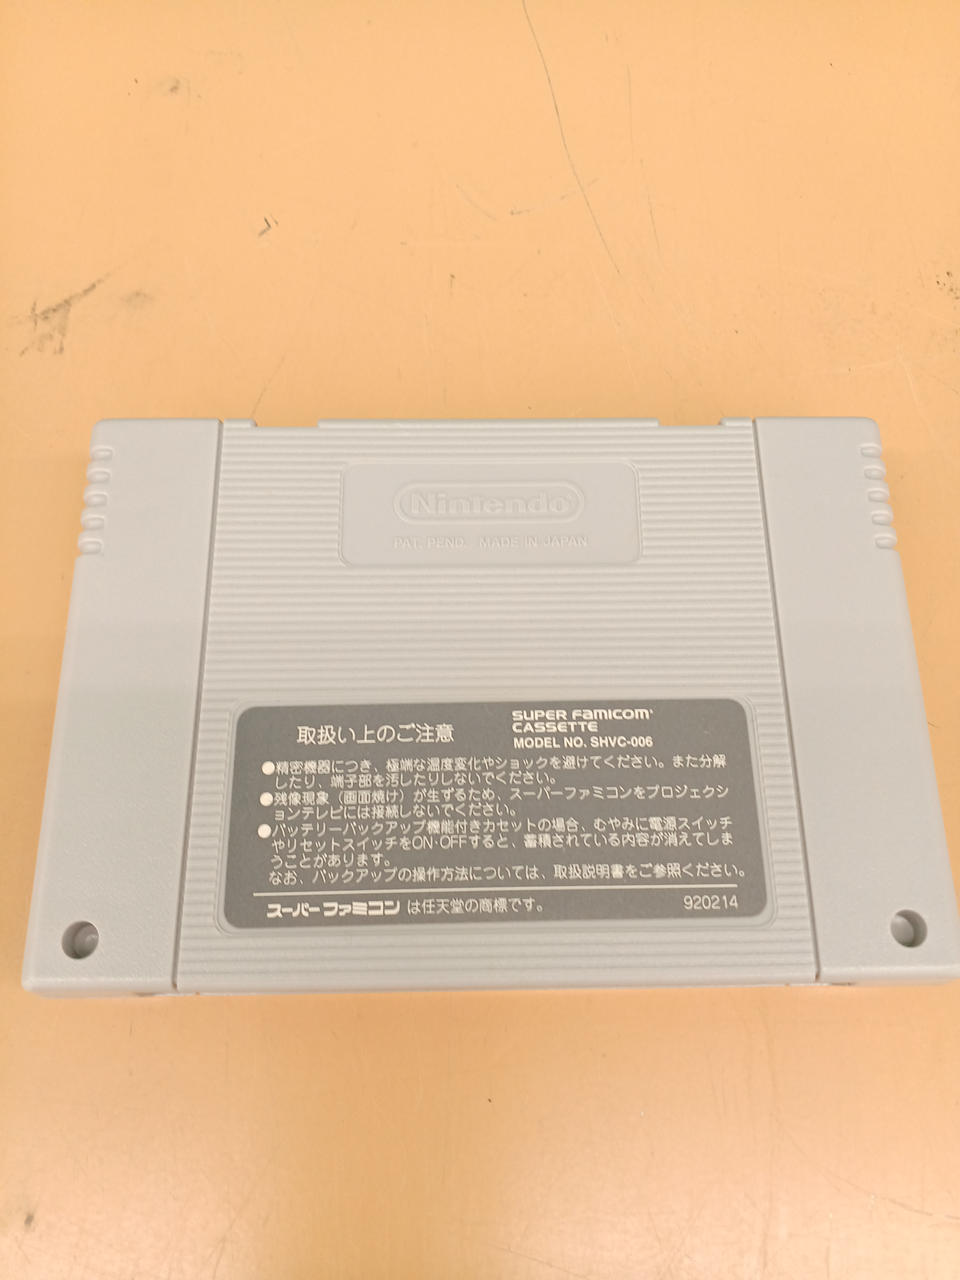 Nintendo
PAT. PEND. MADE IN JAPAN
取扱い上のご注意
SUPER FAMICOM
CASSETTE
MODEL NO. SHVC-006
●精密機器につき、極端な温度変化やショックを避けてください。また分解
したり、端子部を汚したりしないでください。
●残像現象（画面焼け）が生ずるため、スーパーファミコンをプロジェクシ
ョンテレビには接続しないでください。
●バッテリーバックアップ機能付きカセットの場合、むやみに電源スイッチ
やリセットスイッチをON・OFFすると、蓄積されている内容が消えてしま
うことがあります。
なお、バックアップの操作方法については、取扱説明書をご参照ください。
スーパーファミコン は任天堂の商標です。
920214